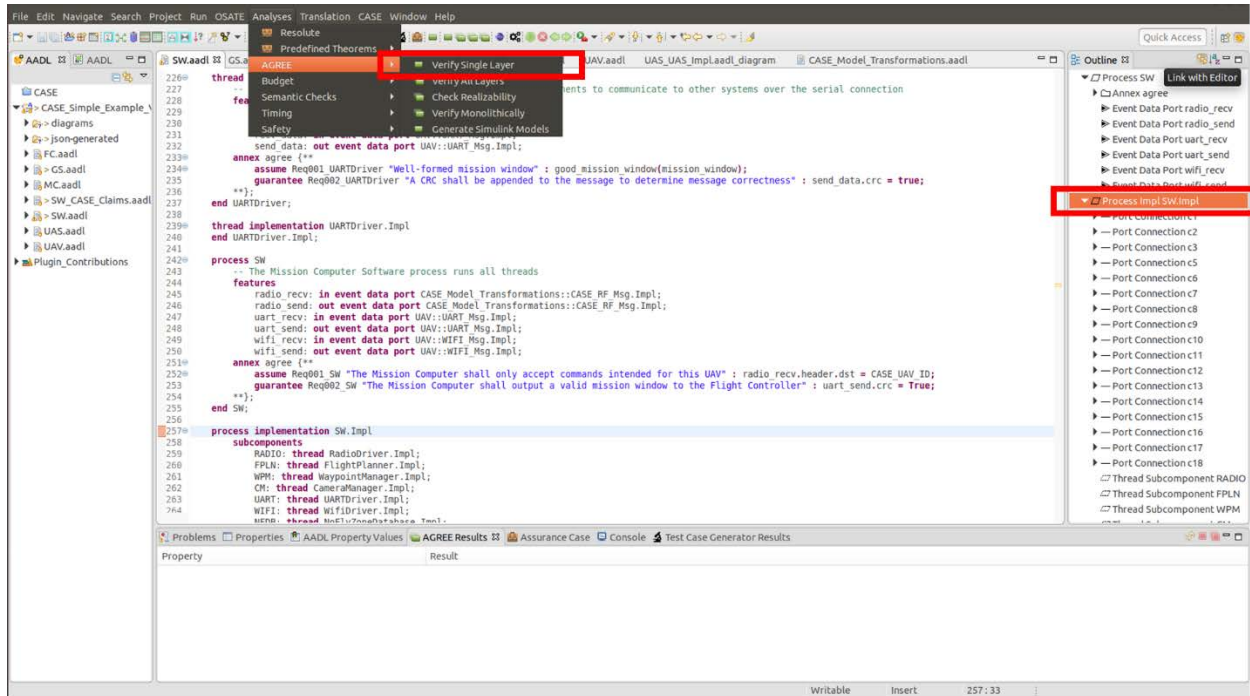 File Edit Navigate Search Project Run OSATE Analyses Translation CASE Window Help
Quick Access
AADL AADL
CASE
> CASE_Simple_Example_V
> diagrams
> json-generated
FC.aadl
> GS.aadl
MC.aadl
> SW_CASE_Claims.aadl
> SW.aadl
UAS.aadl
UAV.aadl
Plugin_Contributions
Resolute
Predefined Theorems
AGREE
Budget
Semantic Checks
Timing
Safety
Verify Single Layer
Verify All Layers
Check Realizability
Verify Monolithically
Generate Simulink Models
SW.aadl GS.a UAV.aadl UAS_UAS_Impl.aadl_diagram CASE_Model_Transformations.aadl
226 thread
227 -- nents to communicate to other systems over the serial connection
228 fea
229
230
231
232 send_data: out event data port UAV::UART_Msg.Impl;
233 annex agree {**
234 assume Req001_UARTDriver "Well-formed mission window" : good_mission_window(mission_window);
235 guarantee Req002_UARTDriver "A CRC shall be appended to the message to determine message correctness" : send_data.crc = true;
236 **};
237 end UARTDriver;
238
239 thread implementation UARTDriver.Impl
240 end UARTDriver.Impl;
241
242 process SW
243 -- The Mission Computer Software process runs all threads
244 features
245 radio_recv: in event data port CASE_Model_Transformations::CASE_RF_Msg.Impl;
246 radio_send: out event data port CASE_Model_Transformations::CASE_RF_Msg.Impl;
247 uart_recv: in event data port UAV::UART_Msg.Impl;
248 uart_send: out event data port UAV::UART_Msg.Impl;
249 wifi_recv: in event data port UAV::WIFI_Msg.Impl;
250 wifi_send: out event data port UAV::WIFI_Msg.Impl;
251 annex agree {**
252 assume Req001_SW "The Mission Computer shall only accept commands intended for this UAV" : radio_recv.header.dst = CASE_UAV_ID;
253 guarantee Req002_SW "The Mission Computer shall output a valid mission window to the Flight Controller" : uart_send.crc = True;
254 **};
255 end SW;
256
257 process implementation SW.Impl
258 subcomponents
259 RADIO: thread RadioDriver.Impl;
260 FPLN: thread FlightPlanner.Impl;
261 WPM: thread WaypointManager.Impl;
262 CM: thread CameraManager.Impl;
263 UART: thread UARTDriver.Impl;
264 WIFI: thread WifiDriver.Impl;
NFDB: thread NoFlyZoneDatabase.Impl;
Outline
Process SW
Link with Editor
Annex agree
Event Data Port radio_recv
Event Data Port radio_send
Event Data Port uart_recv
Event Data Port uart_send
Event Data Port wifi_recv
Event Data Port wifi_send
Process Impl SW.Impl
Port Connection c1
Port Connection c2
Port Connection c3
Port Connection c5
Port Connection c6
Port Connection c7
Port Connection c8
Port Connection c9
Port Connection c10
Port Connection c11
Port Connection c12
Port Connection c13
Port Connection c14
Port Connection c15
Port Connection c16
Port Connection c17
Port Connection c18
Thread Subcomponent RADIO
Thread Subcomponent FPLN
Thread Subcomponent WPM
Problems Properties AADL Property Values AGREE Results Assurance Case Console Test Case Generator Results
Property Result
Writable Insert 257 : 33